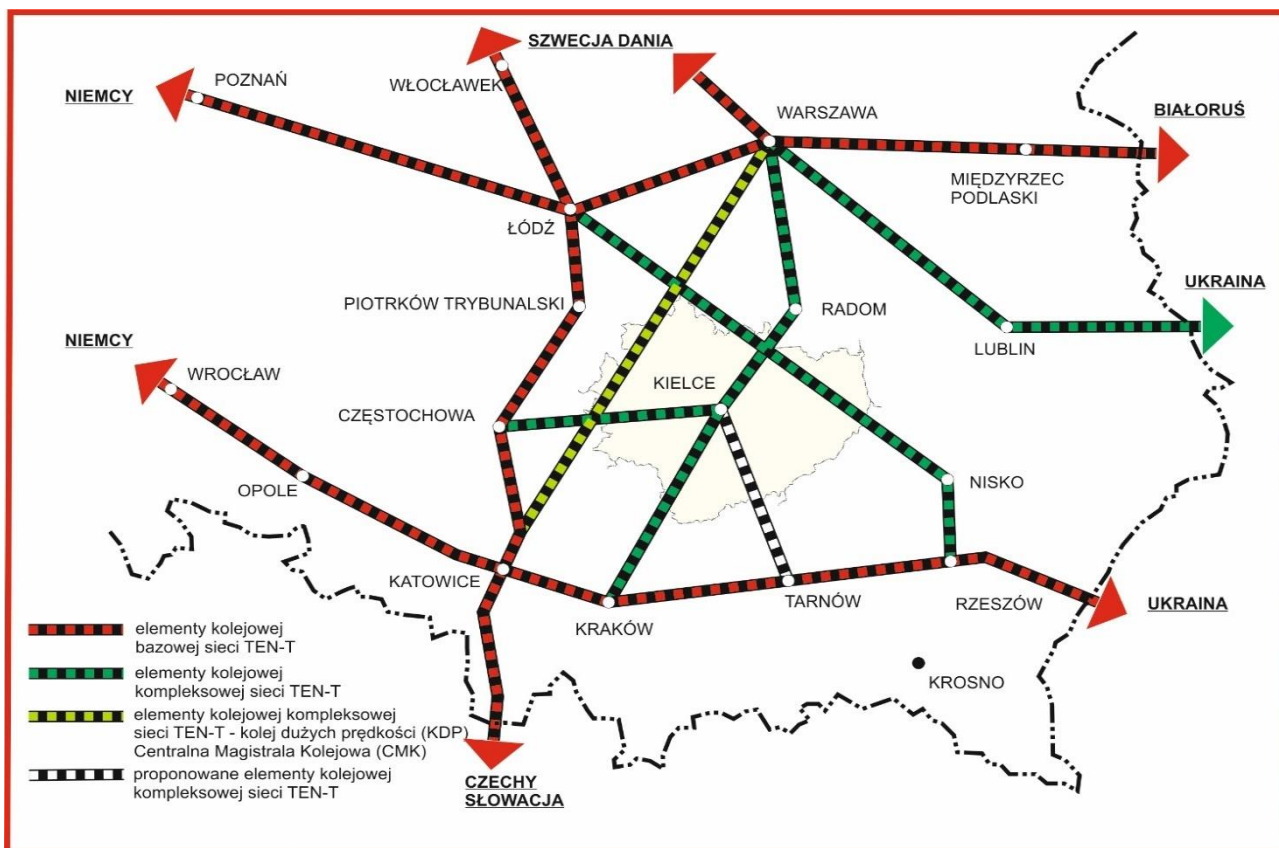 SZWECJA DANIA
WŁOCŁAWEK
POZNAŃ
NIEMCY
WARSZAWA
BIAŁORUŚ
MIĘDZYRZEC
PODLASKI
ŁÓDŹ
UKRAINA
PIOTRKÓW TRYBUNALSKI
RADOM
LUBLIN
NIEMCY
WROCŁAW
KIELCE
CZĘSTOCHOWA
OPOLE
NISKO
KATOWICE
KRAKÓW
TARNÓW
RZESZÓW
UKRAINA
KROSNO
elementy kolejowej
bazowej sieci TEN-T
elementy kolejowej
kompleksowej sieci TEN-T
elementy kolejowej kompleksowej
sieci TEN-T - kolej dużych prędkości (KDP)
Centralna Magistrala Kolejowa (CMK)
proponowane elementy kolejowej
kompleksowej sieci TEN-T
CZECHY
SŁOWACJA